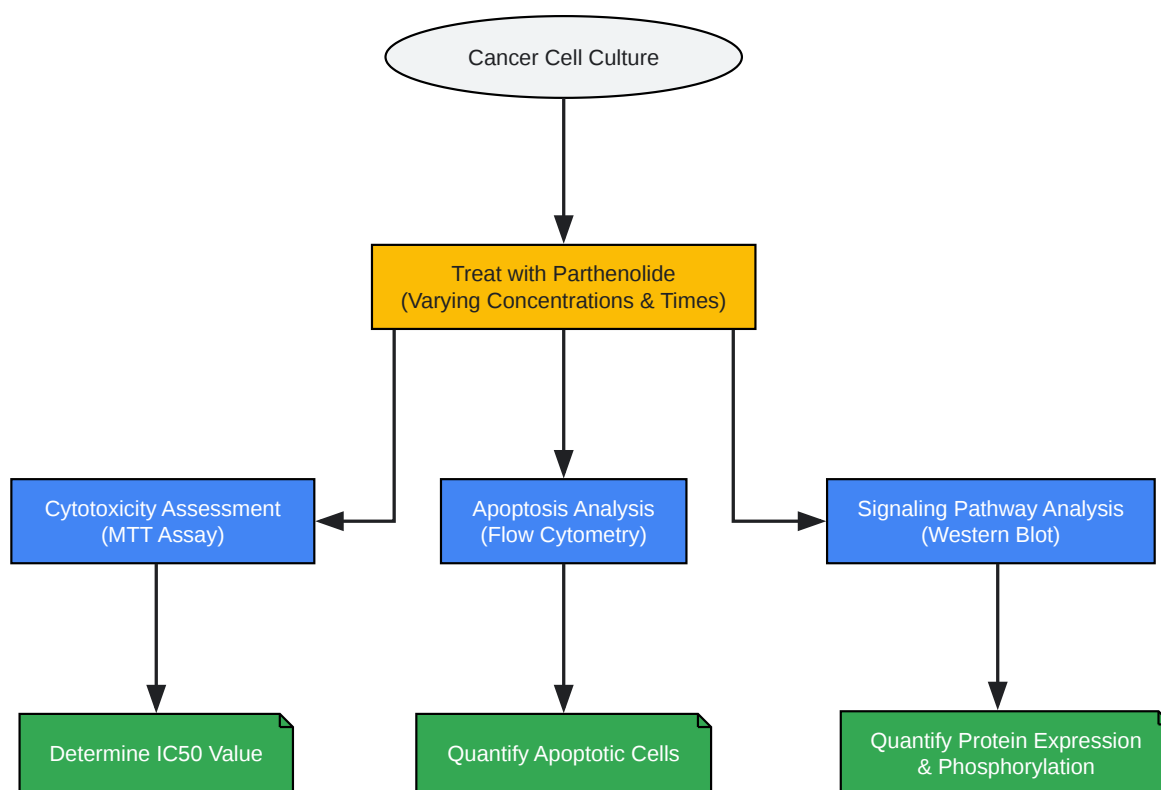 Cancer Cell Culture
Treat with Parthenolide
(Varying Concentrations & Times)
Cytotoxicity Assessment
(MTT Assay)
Apoptosis Analysis
(Flow Cytometry)
Signaling Pathway Analysis
(Western Blot)
Determine IC50 Value
Quantify Apoptotic Cells
Quantify Protein Expression
& Phosphorylation